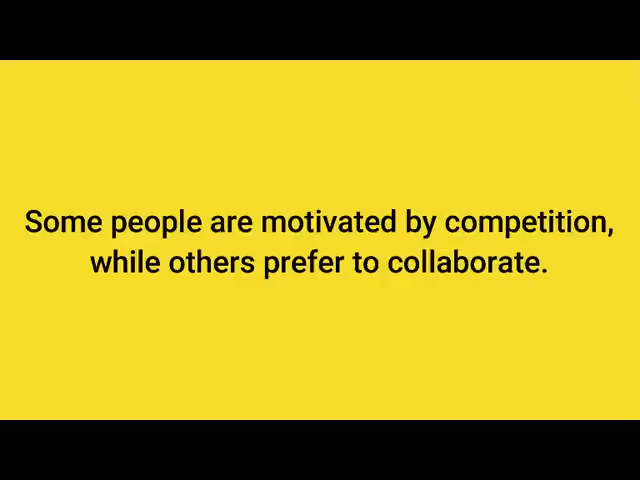 Some people are motivated by competition,
while others prefer to collaborate.